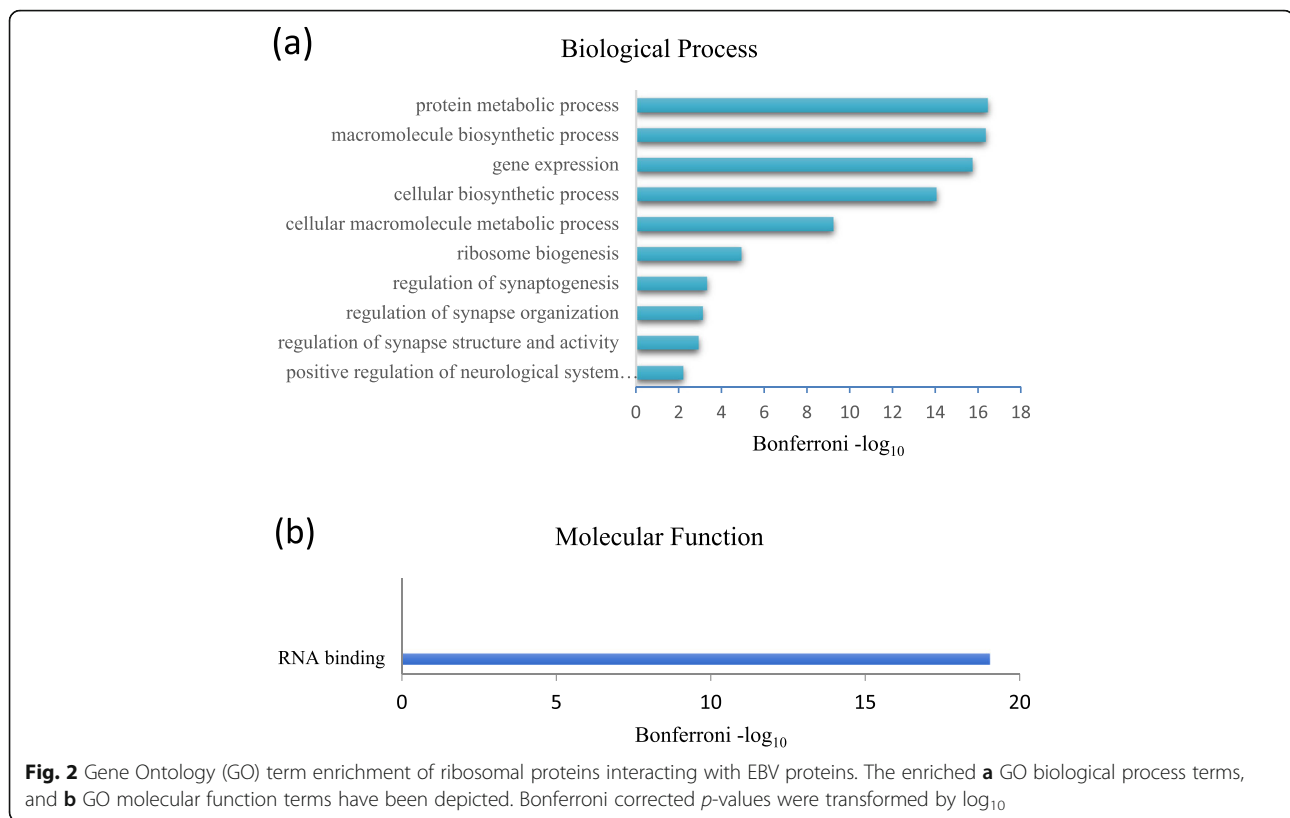 (a)
Biological Process
protein metabolic process
macromolecule biosynthetic process
gene expression
cellular biosynthetic process
cellular macromolecule metabolic process
ribosome biogenesis
regulation of synaptogenesis
regulation of synapse organization
regulation of synapse structure and activity
positive regulation of neurological system…
0 2 4 6 8 10 12 14 16 18
Bonferroni -log10
(b)
Molecular Function
RNA binding
0 5 10 15 20
Bonferroni -log10
Fig. 2 Gene Ontology (GO) term enrichment of ribosomal proteins interacting with EBV proteins. The enriched a GO biological process terms,
and b GO molecular function terms have been depicted. Bonferroni corrected p-values were transformed by log10